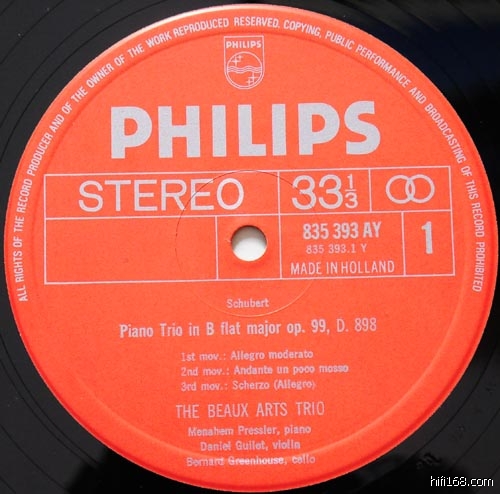 ALL RIGHTS OF THE RECORD PRODUCER AND OF THE OWNER OF THE WORK REPRODUCED RESERVED. COPYING, PUBLIC PERFORMANCE AND BROADCASTING OF THIS RECORD PROHIBITED
PHILIPS
PHILIPS
STEREO 33⅓
835 393 AY
835 393.1 Y
1
MADE IN HOLLAND
Schubert
Piano Trio in B flat major op. 99, D. 898
1st mov.: Allegro moderato
2nd mov.: Andante un poco mosso
3rd mov.: Scherzo (Allegro)
THE BEAUX ARTS TRIO
Menahem Pressler, piano
Daniel Guilet, violin
Bernard Greenhouse, cello
hifi168.com